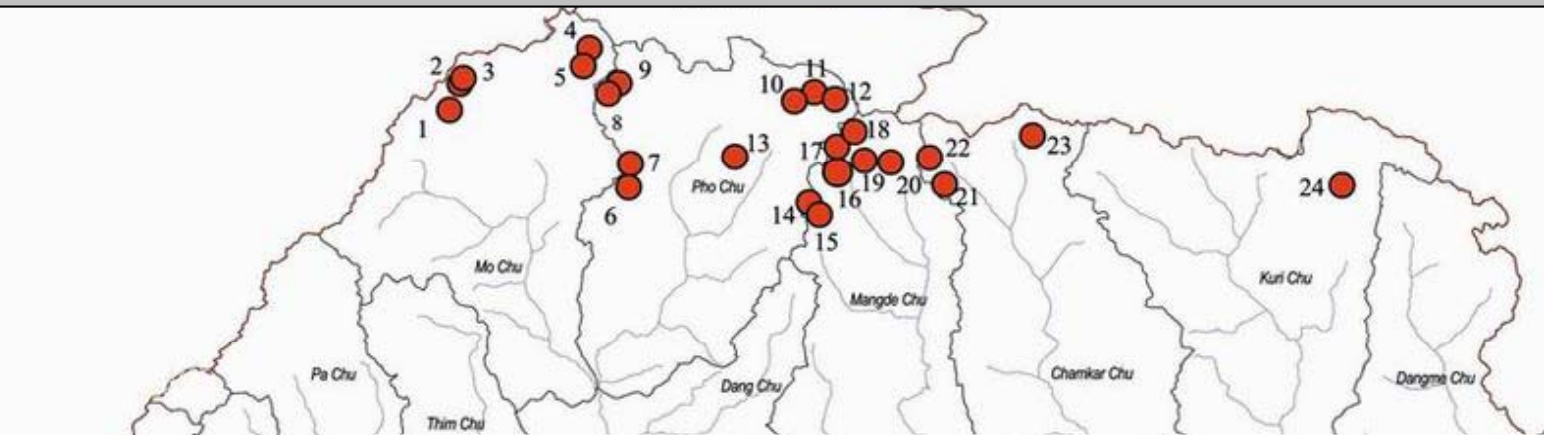 4
2
3
5
9
11
10
12
1
8
18
17
13
22
23
7
19
20
21
16
24
Pho Chu
6
14
15
Mo Chu
Kuri Chu
Mangde Chu
Pa Chu
Chamkar Chu
Dangme Chu
Dang Chu
Thim Chu